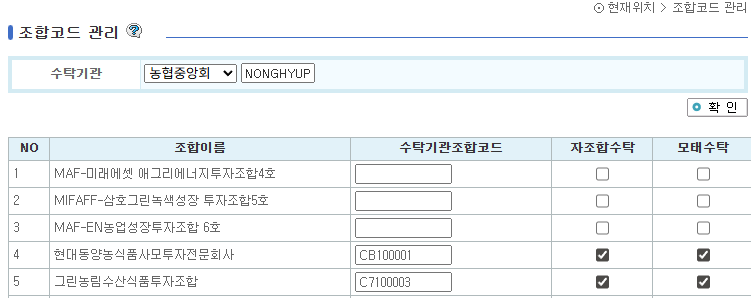 현재위치 > 조합코드 관리
조합코드 관리 ?
수탁기관 농협중앙회 NONGHYUP
확 인
NO 조합이름 수탁기관조합코드 자조합수탁 모태수탁
1 MAF-미래에셋 애그리에너지투자조합4호
2 MIFAFF-삼호그린녹색성장 투자조합5호
3 MAF-EN농업성장투자조합 6호
4 현대동양농식품사모투자전문회사 CB100001
5 그린농림수산식품투자조합 C7100003